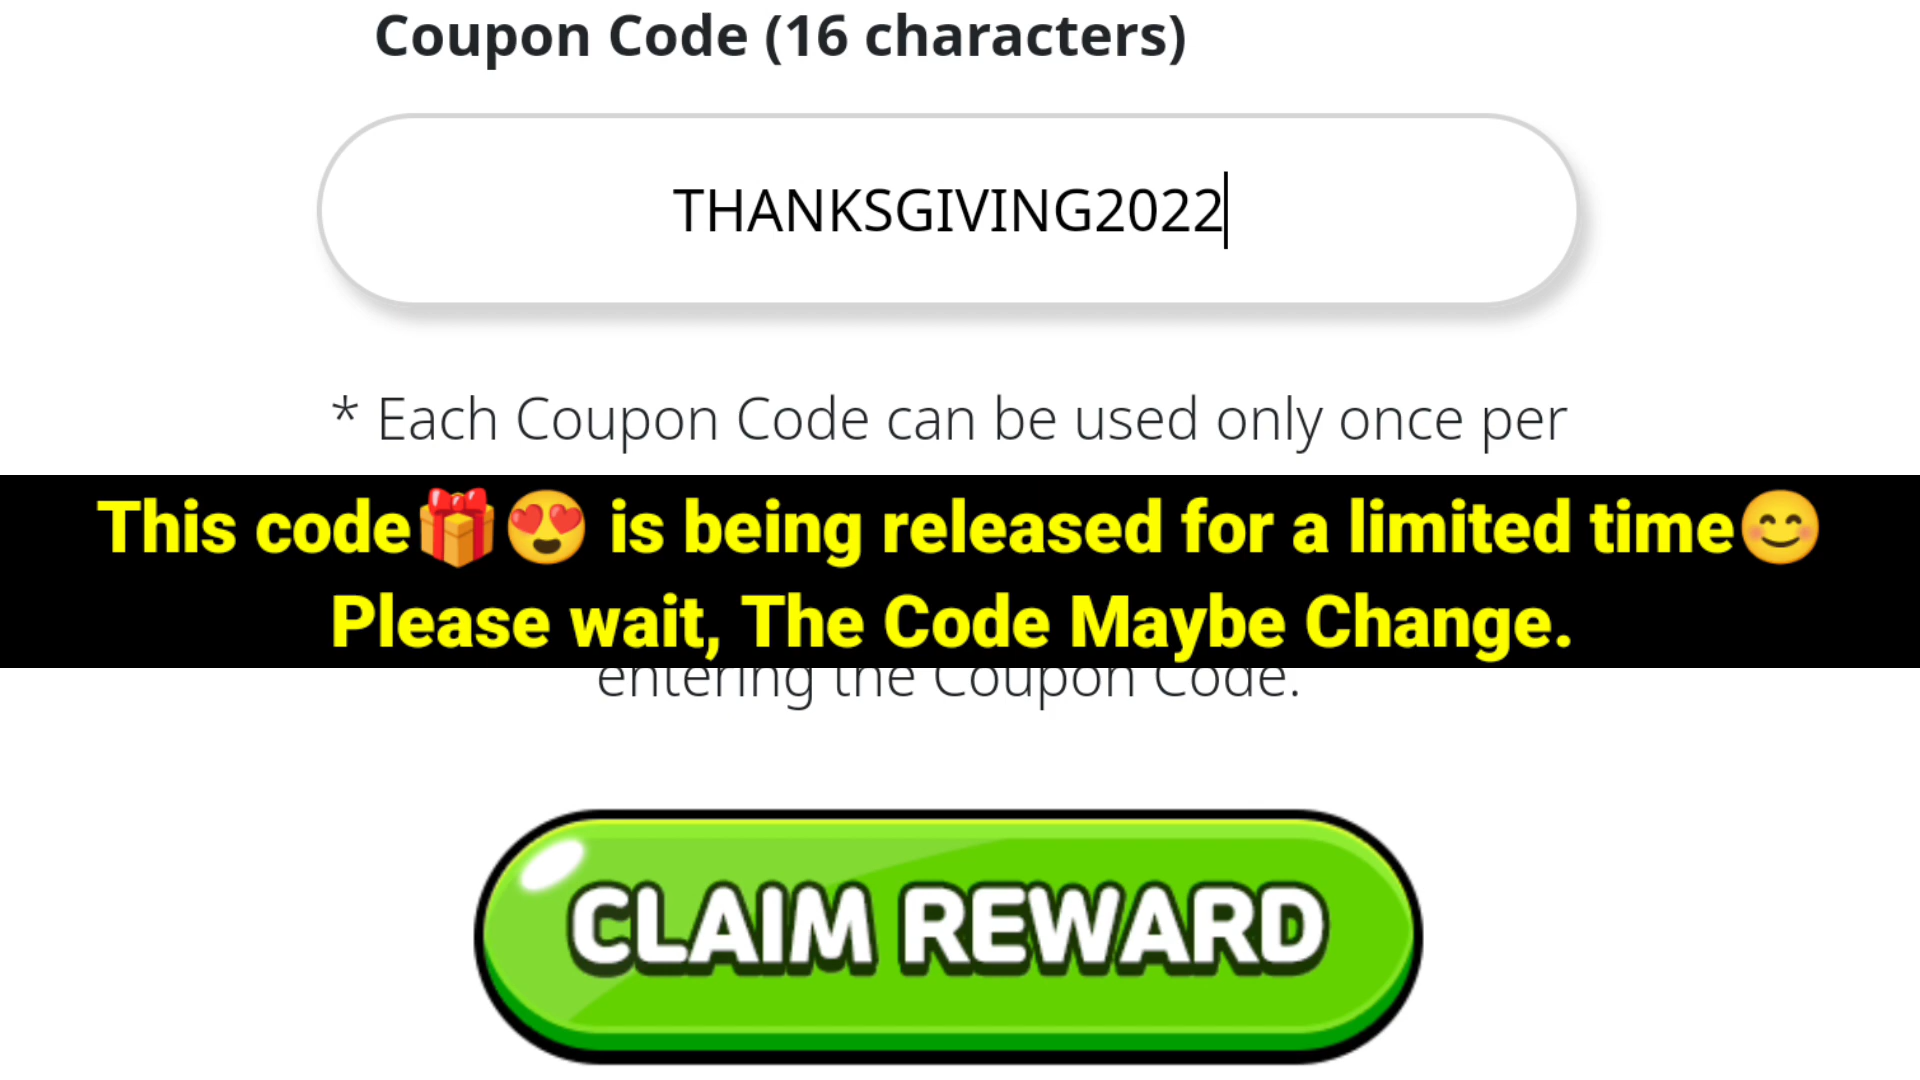 Coupon Code (16 characters)
THANKSGIVING2022
* Each Coupon Code can be used only once per
This code🎁😍 is being released for a limited time😊
Please wait, The Code Maybe Change.
entering the Coupon Code.
CLAIM REWARD